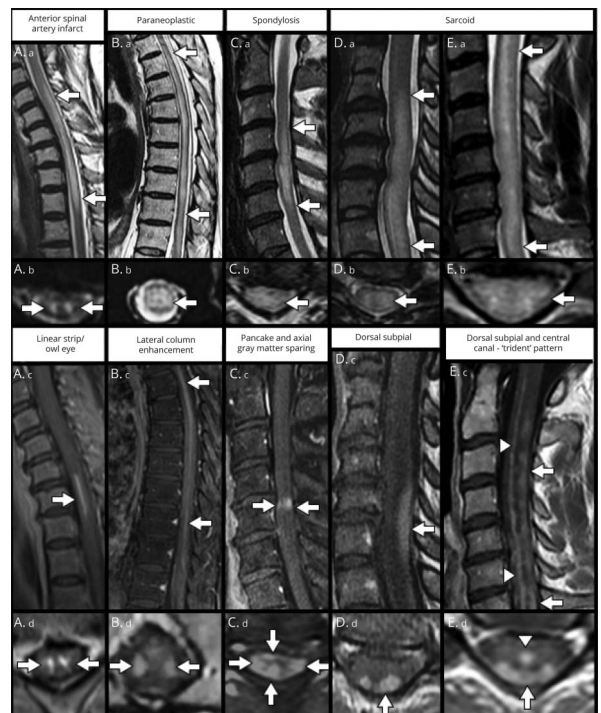 Anterior spinal
artery infarct
Paraneoplastic
Spondylosis
Sarcoid
A. a
B. a
C. a
D. a
E. a
A. b
B. b
C. b
D. b
E. b
Linear strip/
owl eye
Lateral column
enhancement
Pancake and axial
gray matter sparing
Dorsal subpial
Dorsal subpial and central
canal - 'trident' pattern
A. c
B. c
C. c
D. c
E. c
A. d
B. d
C. d
D. d
E. d